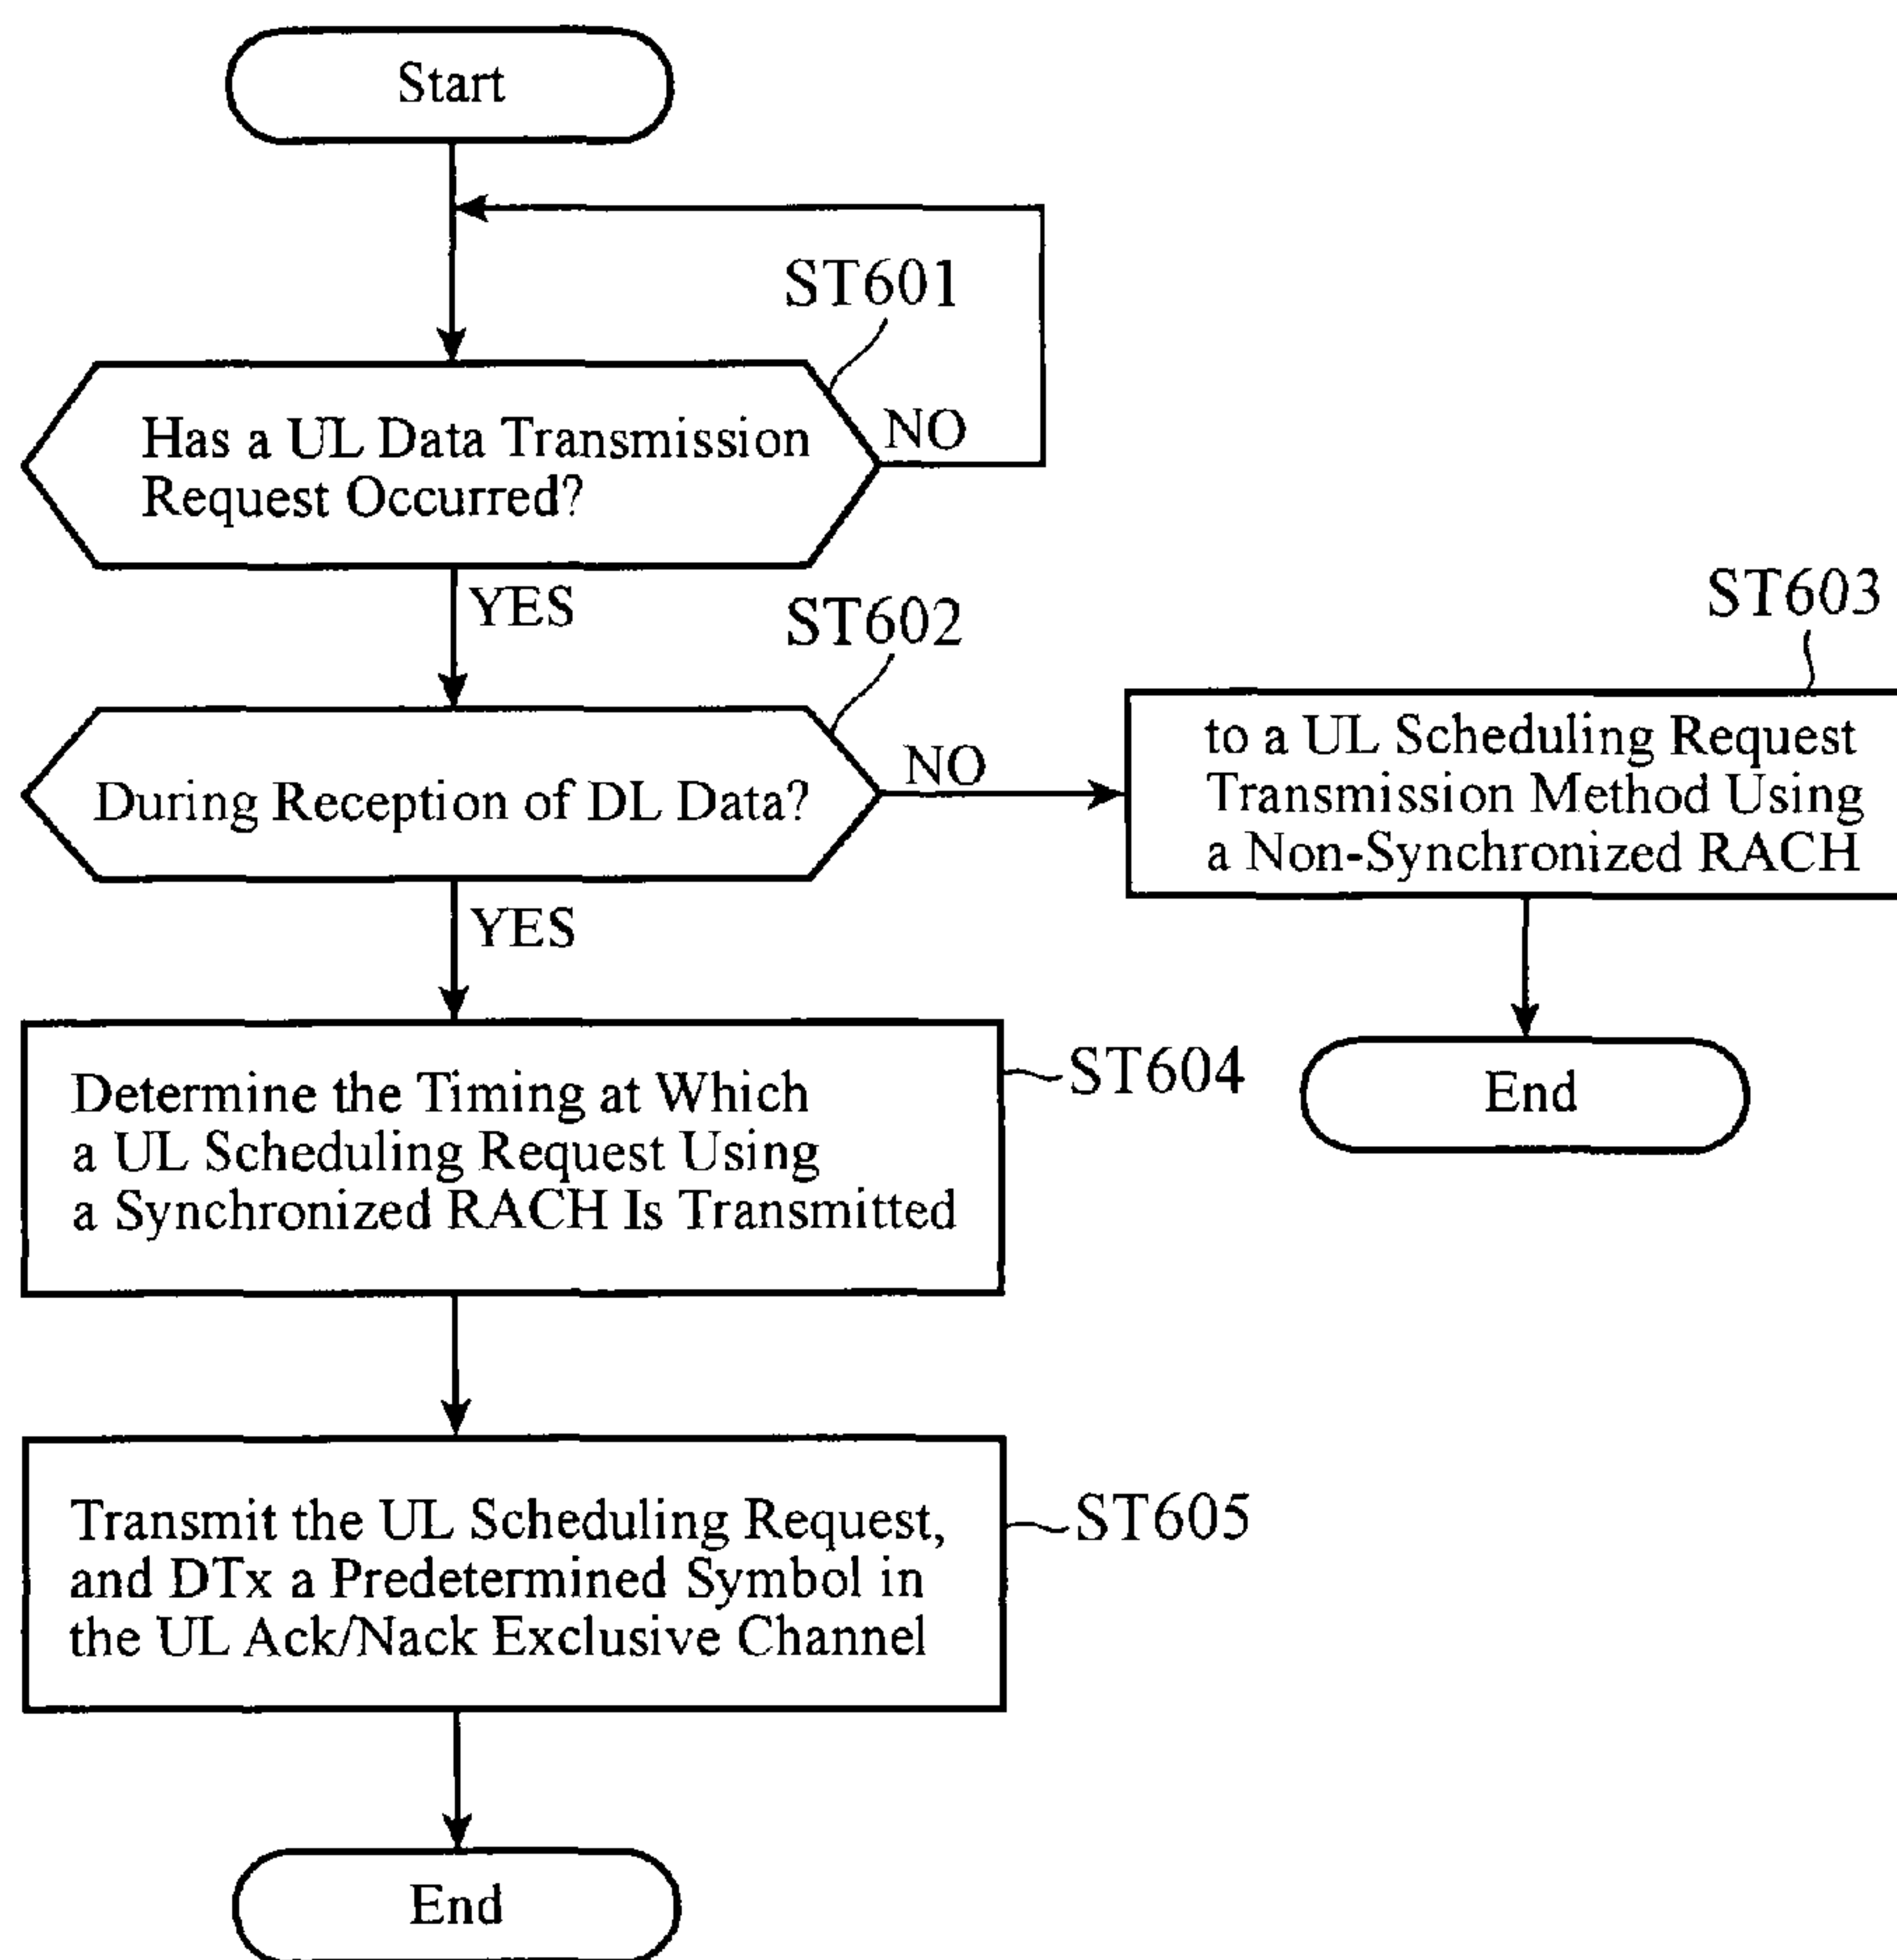 Start
ST601
Has a UL Data Transmission
Request Occurred?
NO
YES
ST602
During Reception of DL Data?
NO
ST603
to a UL Scheduling Request
Transmission Method Using
a Non-Synchronized RACH
End
YES
Determine the Timing at Which
a UL Scheduling Request Using
a Synchronized RACH Is Transmitted
ST604
Transmit the UL Scheduling Request,
and DTx a Predetermined Symbol in
the UL Ack/Nack Exclusive Channel
ST605
End